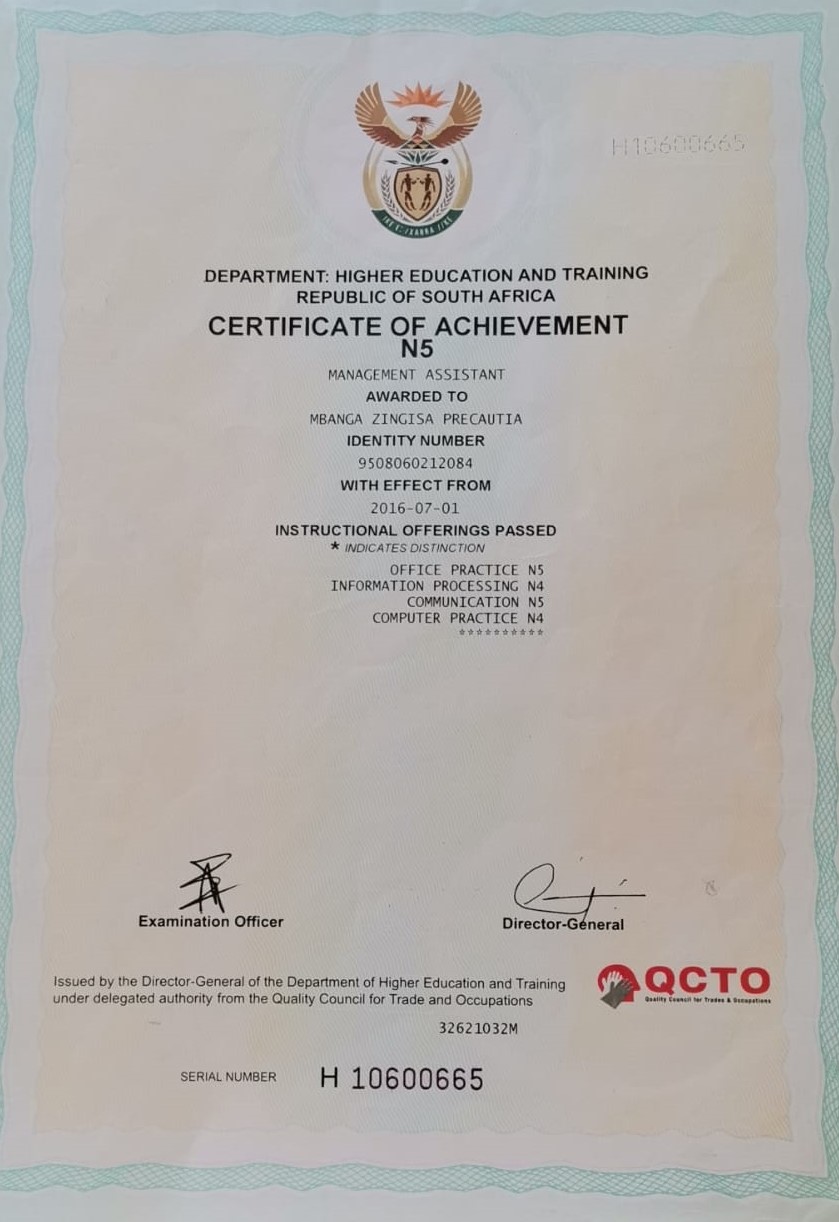 H10600665
!KE E: /XARRA //KE
DEPARTMENT: HIGHER EDUCATION AND TRAINING
REPUBLIC OF SOUTH AFRICA
CERTIFICATE OF ACHIEVEMENT
N5
MANAGEMENT ASSISTANT
AWARDED TO
MBANGA ZINGISA PRECAUTIA
IDENTITY NUMBER
9508060212084
WITH EFFECT FROM
2016-07-01
INSTRUCTIONAL OFFERINGS PASSED
* INDICATES DISTINCTION
OFFICE PRACTICE N5
INFORMATION PROCESSING N4
COMMUNICATION N5
COMPUTER PRACTICE N4
**********
Examination Officer
Director-General
Issued by the Director-General of the Department of Higher Education and Training
under delegated authority from the Quality Council for Trade and Occupations
QCTO
Quality Council for Trades & Occupations
32621032M
SERIAL NUMBER H 10600665